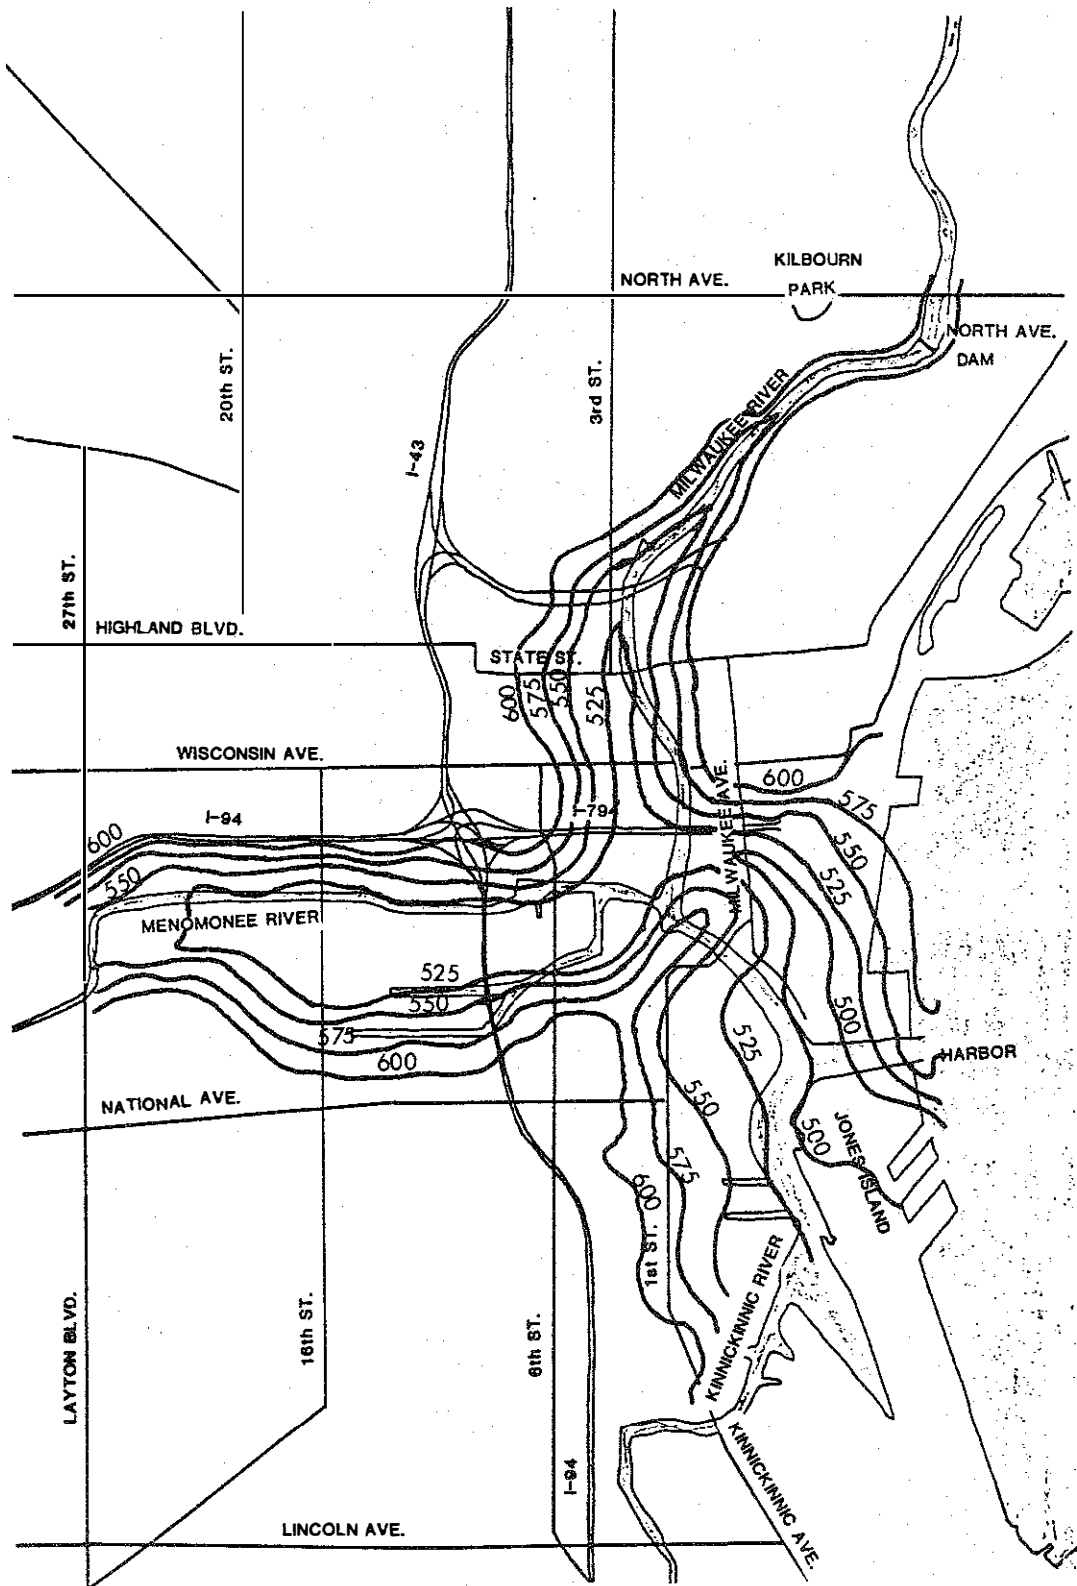 KILBOURN
PARK
NORTH AVE.
NORTH AVE.
DAM
20th ST.
3rd ST.
MILWAUKEE RIVER
I-43
27th ST.
HIGHLAND BLVD.
STATE ST.
600
575
550
525
WISCONSIN AVE.
MILWAUKEE AVE.
600
575
550
525
500
I-94
I-794
600
550
MENOMONEE RIVER
525
550
575
600
525
550
575
600
500
HARBOR
JONES ISLAND
NATIONAL AVE.
1st ST.
KINNICKINNIC RIVER
LAYTON BLVD.
16th ST.
6th ST.
I-94
KINNICKINNIC AVE.
LINCOLN AVE.